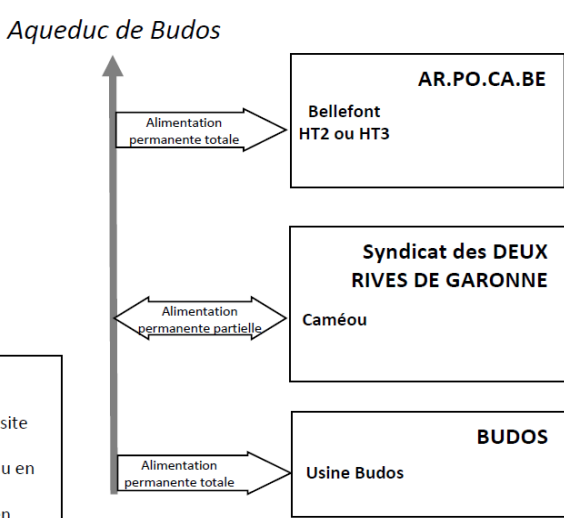 Aqueduc de Budos
AR.PO.CA.BE
Bellefont
HT2 ou HT3
Alimentation
permanente totale
Syndicat des DEUX
RIVES DE GARONNE
Caméou
Alimentation
permanente partielle
BUDOS
Usine Budos
Alimentation
permanente totale
site
u en
en